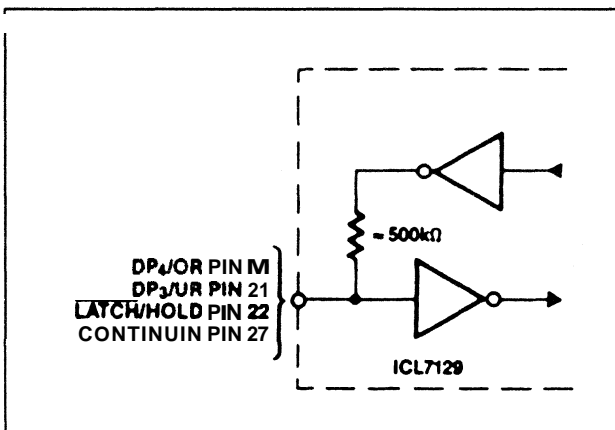 ≈ 500kΩ
DP₄/OR PIN M
DP₃/UR PIN 21
LATCH/HOLD PIN 22
CONTINUIN PIN 27
ICL7129